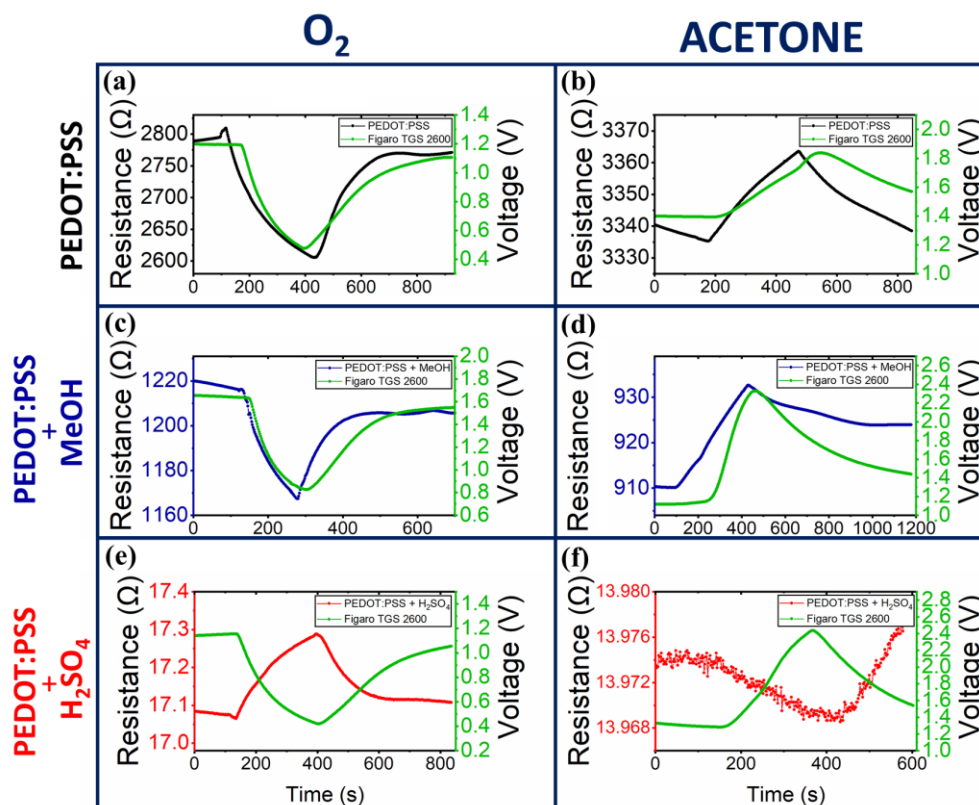 O2
ACETONE
PEDOT:PSS
(a)
Resistance (Ω)
2800
2750
2700
2650
2600
0
200
400
600
800
PEDOT:PSS
Figaro TGS 2600
1.4
1.2
1.0
0.8
0.6
0.4
Voltage (V)
(b)
Resistance (Ω)
3370
3360
3350
3340
3330
0
200
400
600
800
PEDOT:PSS
Figaro TGS 2600
2.0
1.8
1.6
1.4
1.2
1.0
Voltage (V)
PEDOT:PSS
+
MeOH
(c)
Resistance (Ω)
1220
1200
1180
1160
0
200
400
600
PEDOT:PSS + MeOH
Figaro TGS 2600
2.0
1.8
1.6
1.4
1.2
1.0
0.8
0.6
Voltage (V)
(d)
Resistance (Ω)
930
920
910
0
200
400
600
800
1000
1200
PEDOT:PSS + MeOH
Figaro TGS 2600
2.6
2.4
2.2
2.0
1.8
1.6
1.4
1.2
1.0
Voltage (V)
PEDOT:PSS
+
H2SO4
(e)
Resistance (Ω)
17.4
17.3
17.2
17.1
17.0
0
200
400
600
800
PEDOT:PSS + H2SO4
Figaro TGS 2600
1.4
1.2
1.0
0.8
0.6
0.4
0.2
Voltage (V)
Time (s)
(f)
Resistance (Ω)
13.980
13.976
13.972
13.968
0
200
400
600
PEDOT:PSS + H2SO4
Figaro TGS 2600
2.8
2.6
2.4
2.2
2.0
1.8
1.6
1.4
1.2
1.0
Voltage (V)
Time (s)